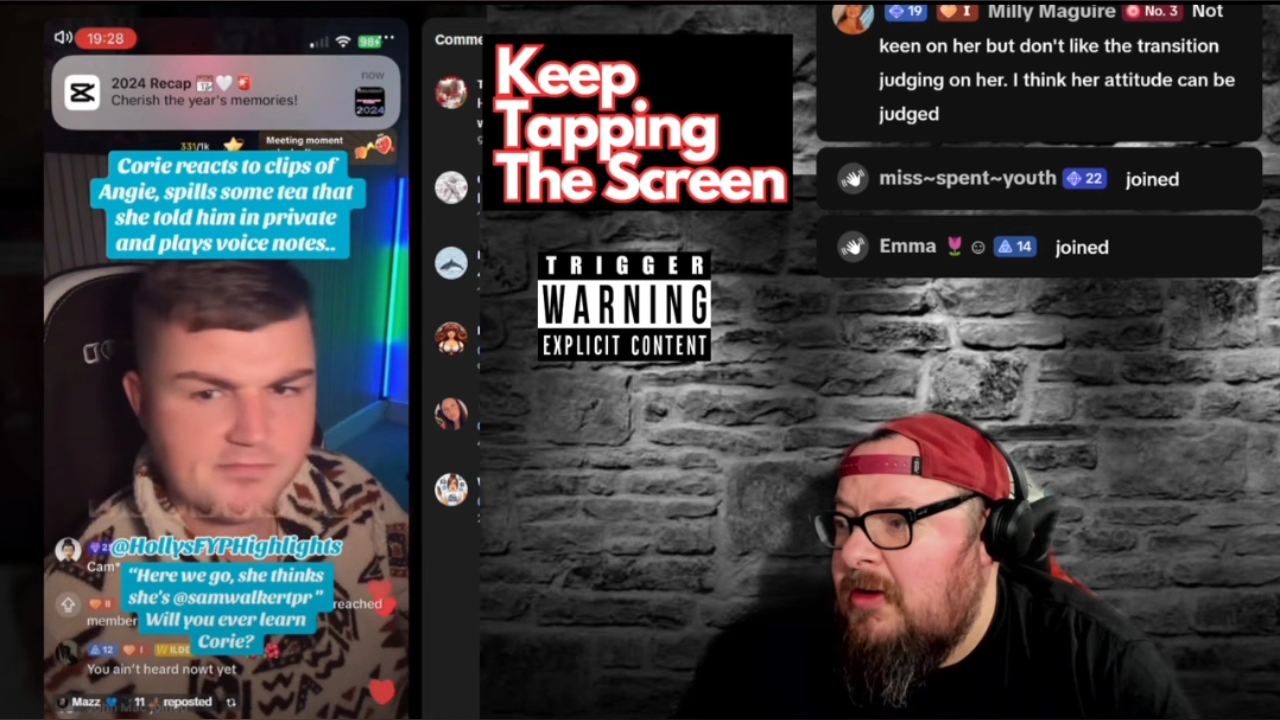 19:28
98+
2024 Recap
now
Cherish the year's memories!
2024
331/1k
Meeting moment
Corie reacts to clips of
Angie, spills some tea that
she told him in private
and plays voice notes..
@HollysFYPHighlights
Cam*
"Here we go, she thinks
she's @samwalkertpr"
reached
member
Will you ever learn
Corie?
12 I
You ain't heard nowt yet
Mazz 11 reposted
Comme
Keep
Tapping
The Screen
TRIGGER
WARNING
EXPLICIT CONTENT
19 I Milly Maguire No. 3 Not
keen on her but don't like the transition
judging on her. I think her attitude can be
judged
miss~spent~youth 22 joined
Emma 14 joined